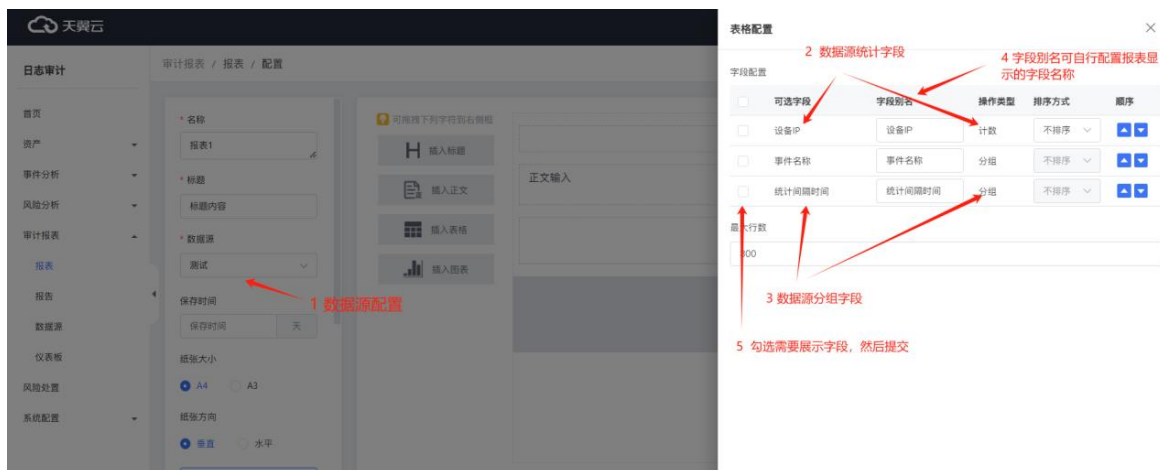 天翼云
日志审计
首页
资产
事件分析
风险分析
审计报表
报表
报告
数据源
仪表板
风险处置
系统配置
审计报表 / 报表 / 配置
* 名称
报表1
* 标题
标题内容
* 数据源
测试
1 数据源配置
保存时间
保存时间 天
纸张大小
A4 A3
纸张方向
垂直 水平
可拖拽下列字符到右侧框
插入标题
插入正文
插入表格
插入图表
正文输入
表格配置
2 数据源统计字段
4 字段别名可自行配置报表显
示的字段名称
字段配置
可选字段 字段别名 操作类型 排序方式 顺序
设备IP 设备IP 计数 不排序
事件名称 事件名称 分组 不排序
统计间隔时间 统计间隔时间 分组 不排序
最大行数
300
3 数据源分组字段
5 勾选需要展示字段，然后提交